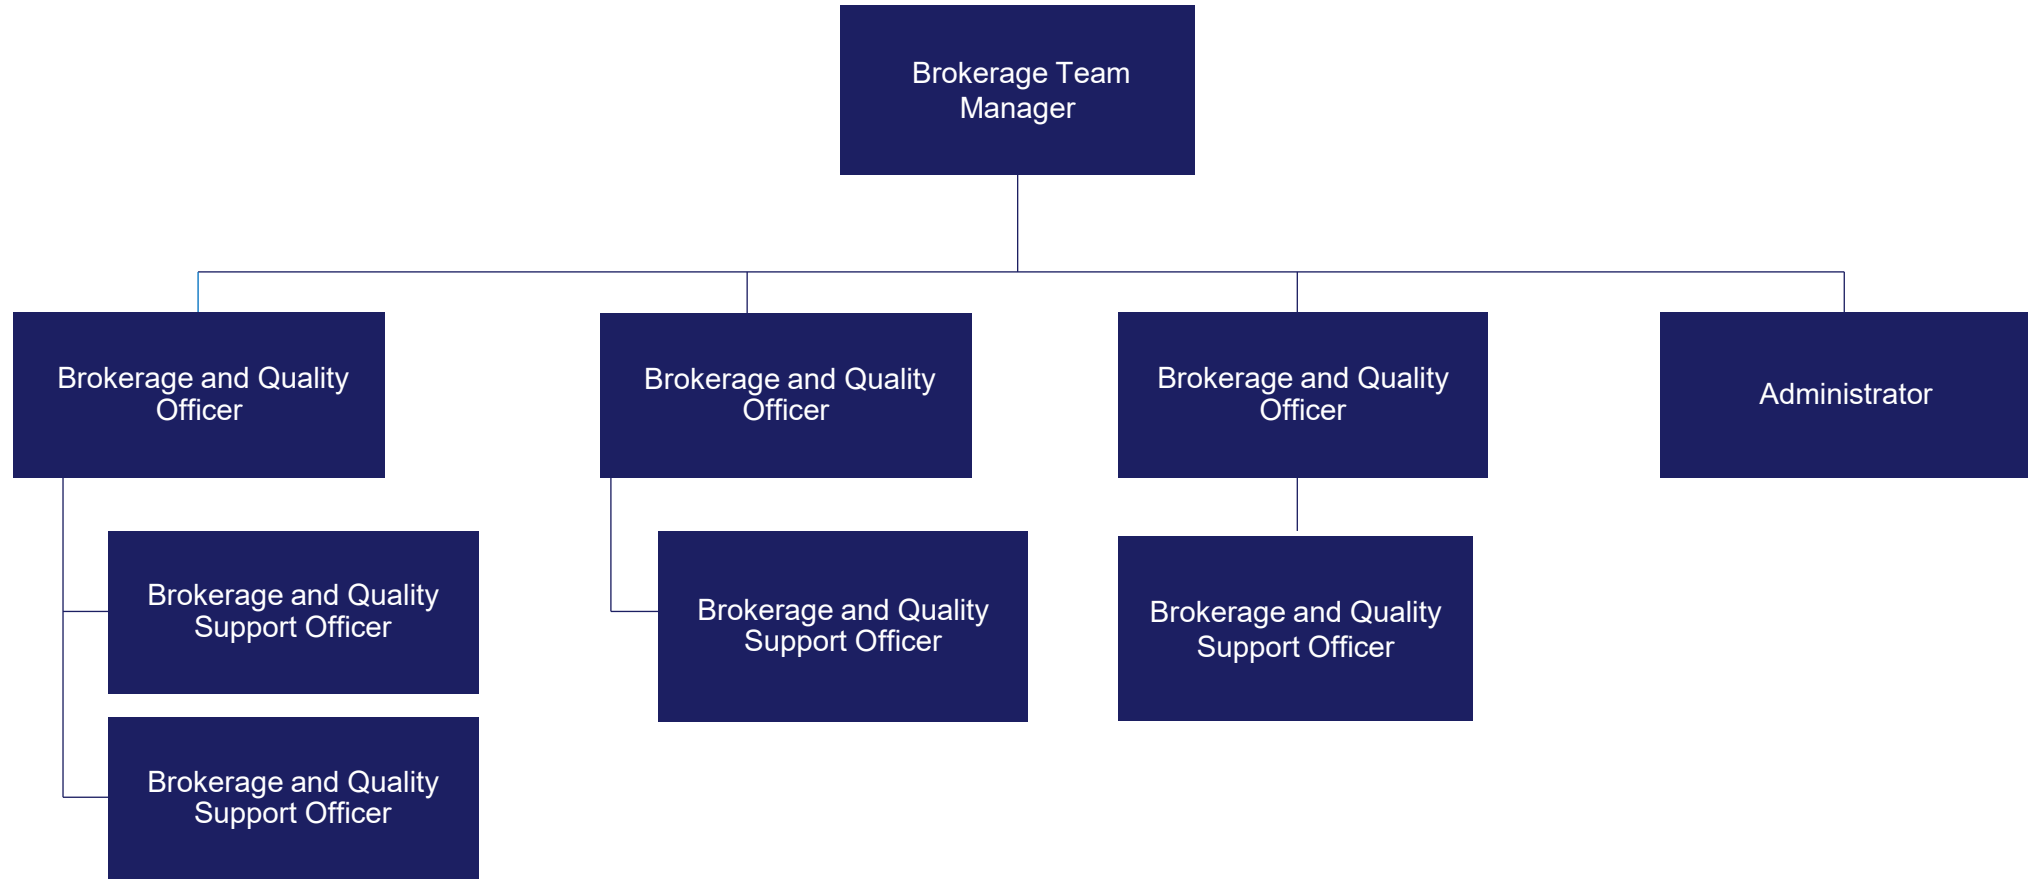 Brokerage Team
Manager
Brokerage and Quality
Officer
Brokerage and Quality
Officer
Brokerage and Quality
Officer
Administrator
Brokerage and Quality
Support Officer
Brokerage and Quality
Support Officer
Brokerage and Quality
Support Officer
Brokerage and Quality
Support Officer